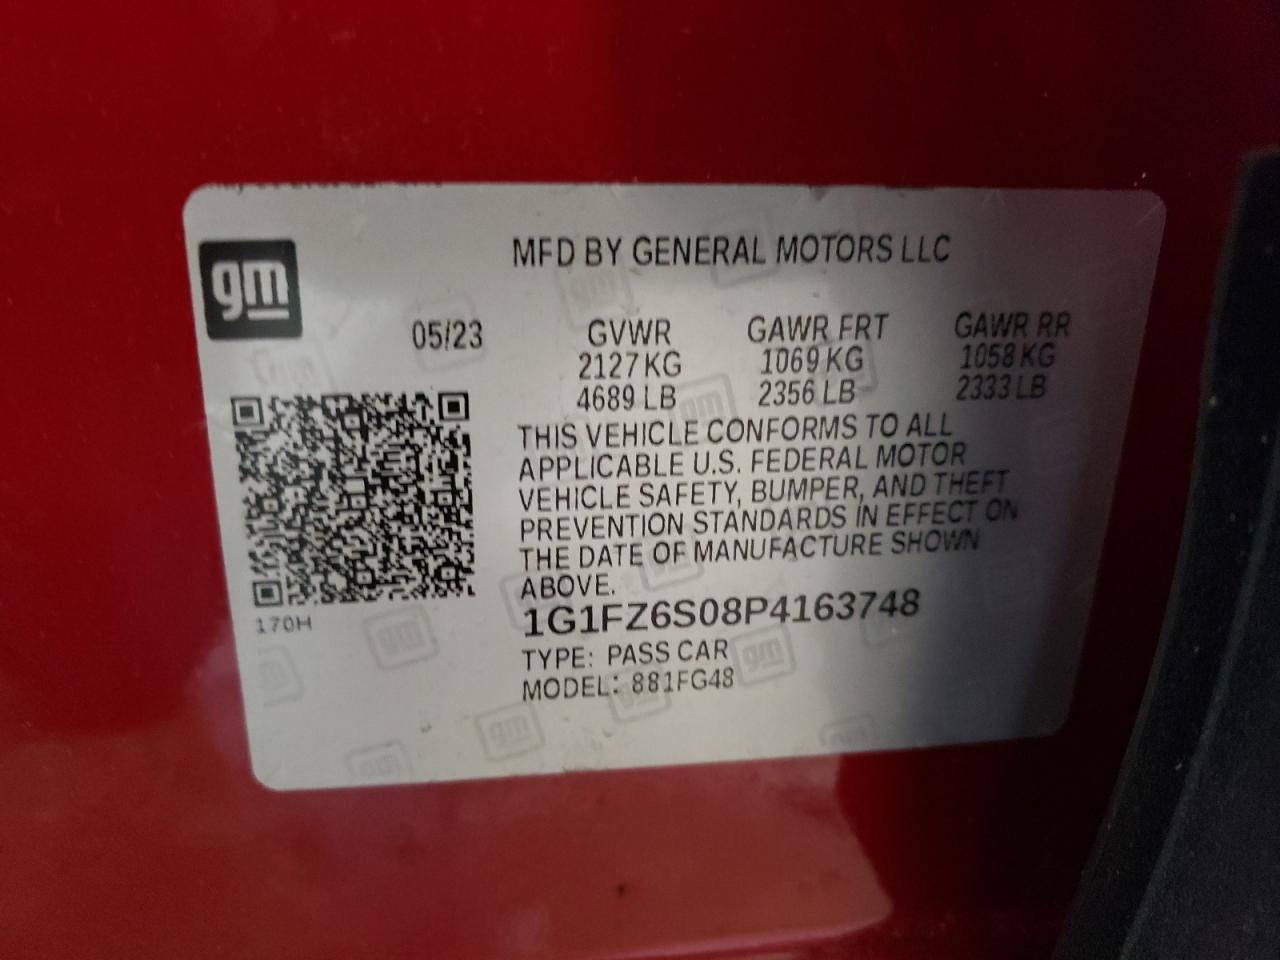 gm
MFD BY GENERAL MOTORS LLC
05/23
GVWR GAWR FRT GAWR RR
2127 KG 1069 KG 1058 KG
4689 LB 2356 LB 2333 LB
THIS VEHICLE CONFORMS TO ALL
APPLICABLE U.S. FEDERAL MOTOR
VEHICLE SAFETY, BUMPER, AND THEFT
PREVENTION STANDARDS IN EFFECT ON
THE DATE OF MANUFACTURE SHOWN
ABOVE.
1G1FZ6S08P4163748
170H
TYPE: PASS CAR
MODEL: 881FG48